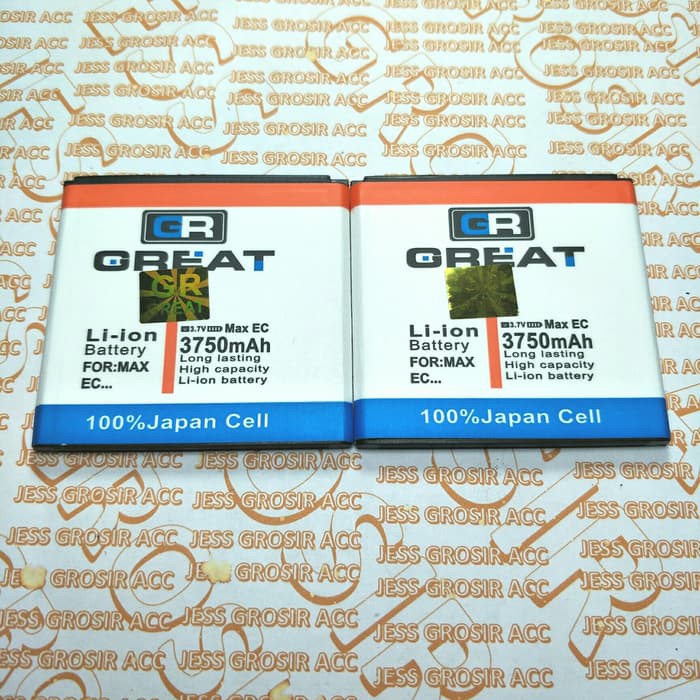 GR
GREAT
GR
GREAT
Li-ion
Battery
FOR:MAX
EC...
3.7V Max EC
3750mAh
Long lasting
High capacity
Li-ion battery
100%Japan Cell
GR
GREAT
Li-ion
Battery
FOR:MAX
EC...
3.7V Max EC
3750mAh
Long lasting
High capacity
Li-ion battery
100%Japan Cell
JESS GROSIR ACC